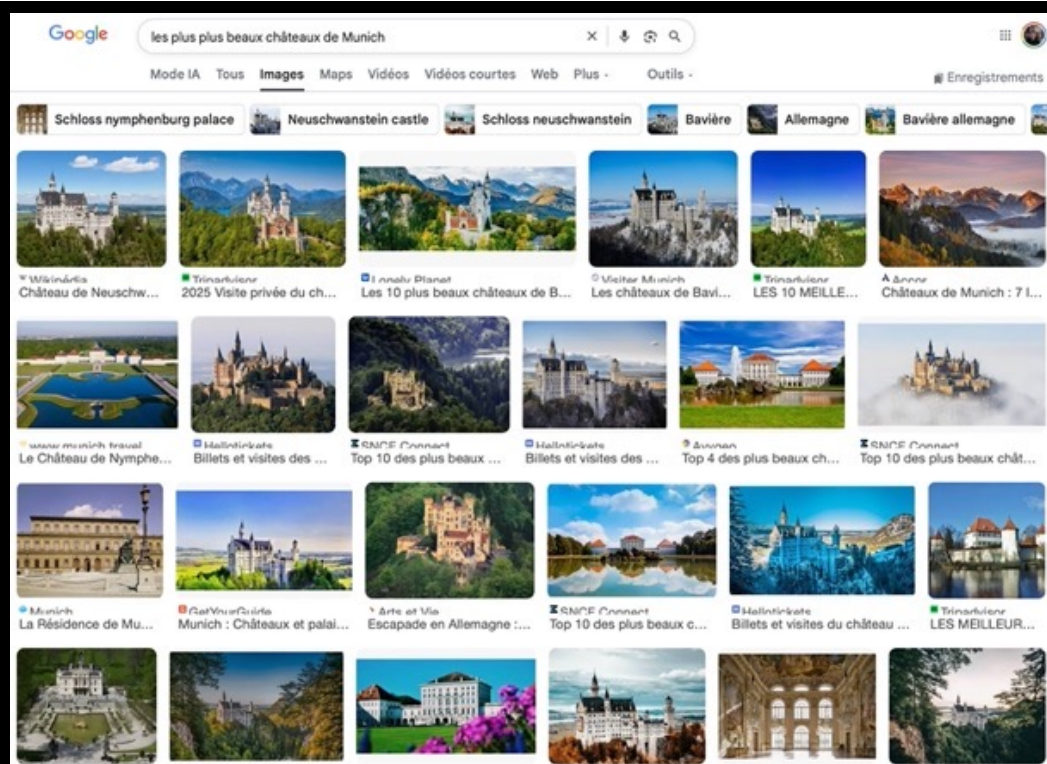 Google
les plus plus beaux châteaux de Munich
Mode IA Tous Images Maps Vidéos Vidéos courtes Web Plus Outils
Enregistrements
Schloss nymphenburg palace Neuschwanstein castle Schloss neuschwanstein Bavière Allemagne Bavière allemagne
Wikipédia Tripadvisor Lonely Planet Visiter Munich Tripadvisor Accor
Château de Neuschw... 2025 Visite privée du ch... Les 10 plus beaux châteaux de B... Les châteaux de Bavi... LES 10 MEILLE... Châteaux de Munich : 7 l...
www.munich.travel Hellotickets SNCF Connect Hellotickets SNCF Connect
Le Château de Nymphe... Billets et visites des ... Top 10 des plus beaux ... Billets et visites des ... Top 4 des plus beaux ch... Top 10 des plus beaux chât...
Munich GetYourGuide Arts et Vie SNCF Connect Hellotickets Tripadvisor
La Résidence de Mu... Munich : Châteaux et palai... Escapade en Allemagne :... Top 10 des plus beaux c... Billets et visites du château ... LES MEILLEUR...